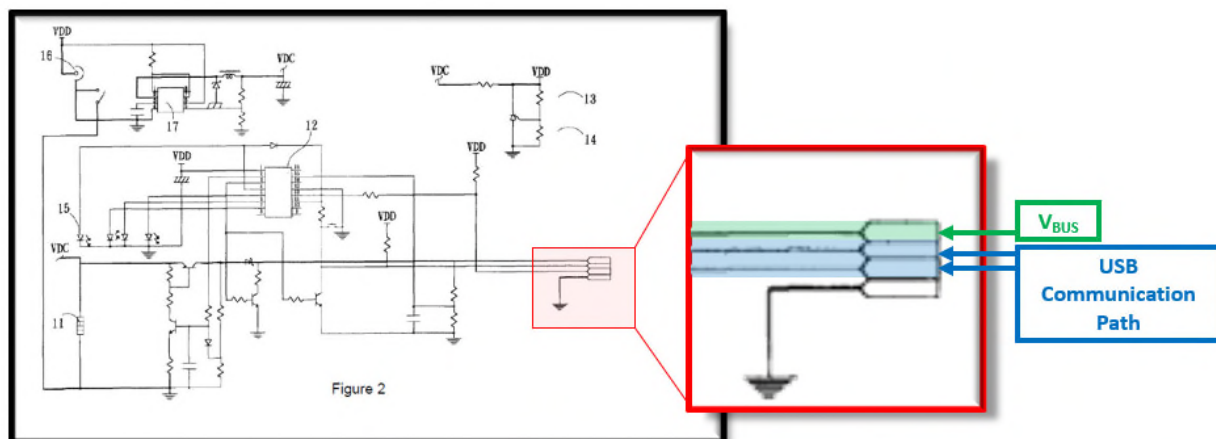 VDD
16
VDC
17
VDC
VDD
13
14
12
VDD
VDD
15
VDD
VDC
11
Figure 2
V_BUS
USB
Communication
Path